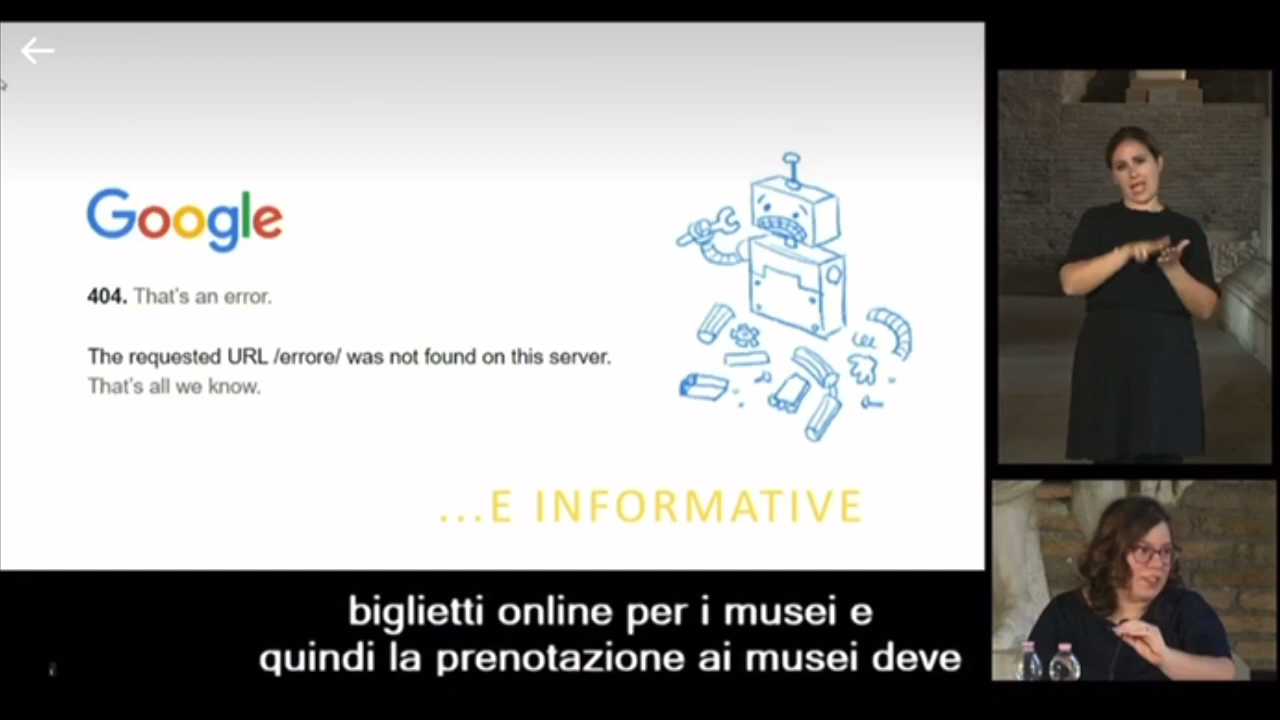 Google
404. That's an error.
The requested URL /errore/ was not found on this server.
That's all we know.
...E INFORMATIVE
biglietti online per i musei e
quindi la prenotazione ai musei deve